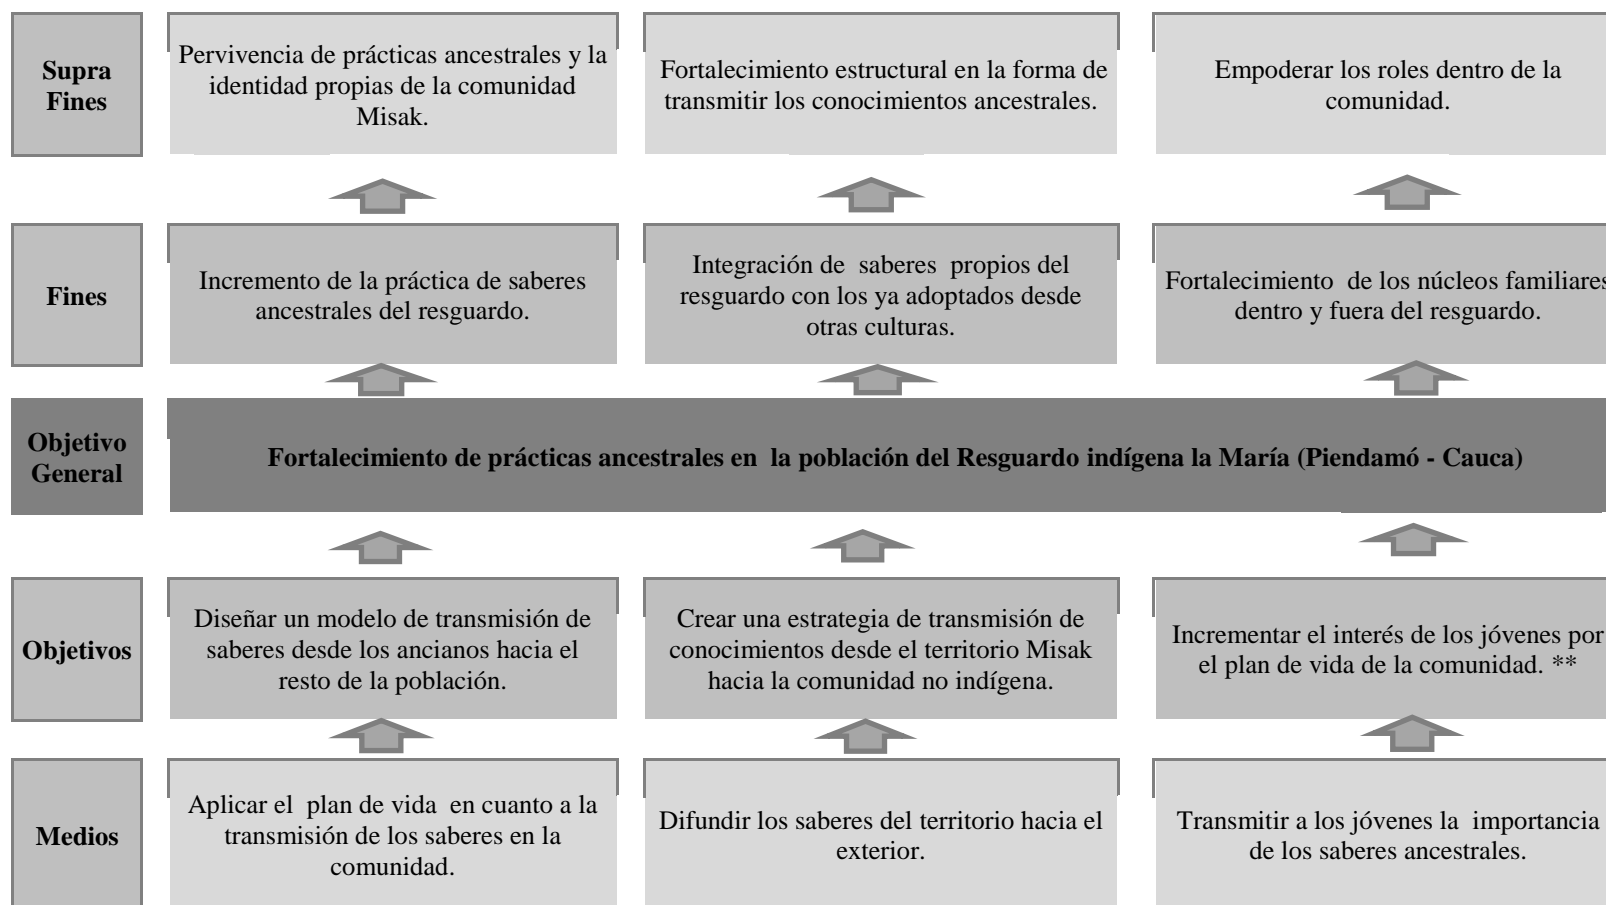 Supra
Fines
Pervivencia de prácticas ancestrales y la
identidad propias de la comunidad
Misak.
Fortalecimiento estructural en la forma de
transmitir los conocimientos ancestrales.
Empoderar los roles dentro de la
comunidad.
Fines
Incremento de la práctica de saberes
ancestrales del resguardo.
Integración de saberes propios del
resguardo con los ya adoptados desde
otras culturas.
Fortalecimiento de los núcleos familiares
dentro y fuera del resguardo.
Objetivo
General
Fortalecimiento de prácticas ancestrales en la población del Resguardo indígena la María (Piendamó - Cauca)
Objetivos
Diseñar un modelo de transmisión de
saberes desde los ancianos hacia el
resto de la población.
Crear una estrategia de transmisión de
conocimientos desde el territorio Misak
hacia la comunidad no indígena.
Incrementar el interés de los jóvenes por
el plan de vida de la comunidad. **
Medios
Aplicar el plan de vida en cuanto a la
transmisión de los saberes en la
comunidad.
Difundir los saberes del territorio hacia el
exterior.
Transmitir a los jóvenes la importancia
de los saberes ancestrales.